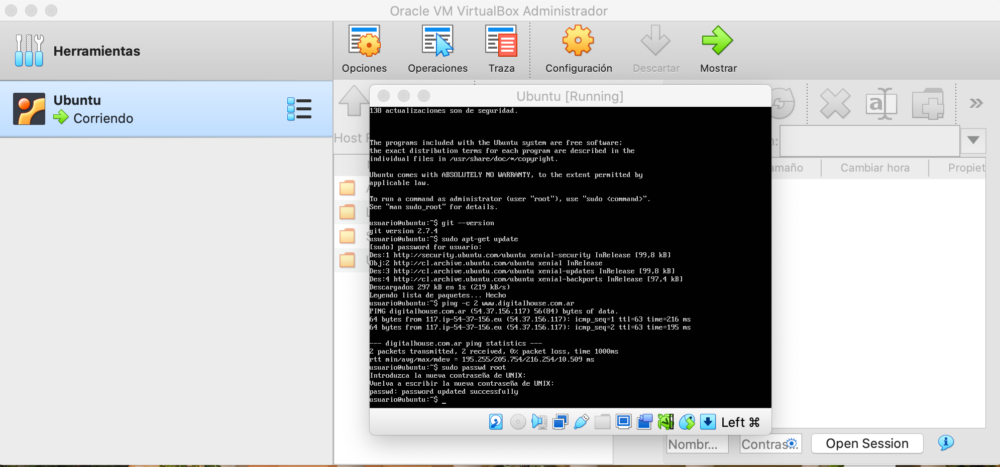 Oracle VM VirtualBox Administrador
Herramientas
Opciones
Operaciones
Traza
Configuración
Descartar
Mostrar
Ubuntu
Corriendo
Ubuntu [Running]
Host
138 actualizaciones son de seguridad.
The programs included with the Ubuntu system are free software;
the exact distribution terms for each program are described in the
individual files in /usr/share/doc/*/copyright.
Ubuntu comes with ABSOLUTELY NO WARRANTY, to the extent permitted by
applicable law.
To run a command as administrator (user "root"), use "sudo <command>".
See "man sudo_root" for details.
usuario@ubuntu:~$ git --version
git version 2.7.4
usuario@ubuntu:~$ sudo apt-get update
[sudo] password for usuario:
Des:1 http://security.ubuntu.com/ubuntu xenial-security InRelease [99,8 kB]
Obj:2 http://cl.archive.ubuntu.com/ubuntu xenial InRelease
Des:3 http://cl.archive.ubuntu.com/ubuntu xenial-updates InRelease [99,8 kB]
Des:4 http://cl.archive.ubuntu.com/ubuntu xenial-backports InRelease [97,4 kB]
Descargados 297 kB en 1s (219 kB/s)
Leyendo lista de paquetes... Hecho
usuario@ubuntu:~$ ping -c 2 www.digitalhouse.com.ar
PING digitalhouse.com.ar (54.37.156.117) 56(84) bytes of data.
64 bytes from 117.ip-54-37-156.eu (54.37.156.117): icmp_seq=1 ttl=63 time=216 ms
64 bytes from 117.ip-54-37-156.eu (54.37.156.117): icmp_seq=2 ttl=63 time=195 ms
--- digitalhouse.com.ar ping statistics ---
2 packets transmitted, 2 received, 0% packet loss, time 1000ms
rtt min/avg/max/mdev = 195.255/205.754/216.254/10.509 ms
usuario@ubuntu:~$ sudo passwd root
Introduzca la nueva contraseña de UNIX:
Vuelva a escribir la nueva contraseña de UNIX:
passwd: password updated successfully
usuario@ubuntu:~$ _
amaño
Cambiar hora
Propiet
Left ⌘
Nombr...
Contras...
Open Session